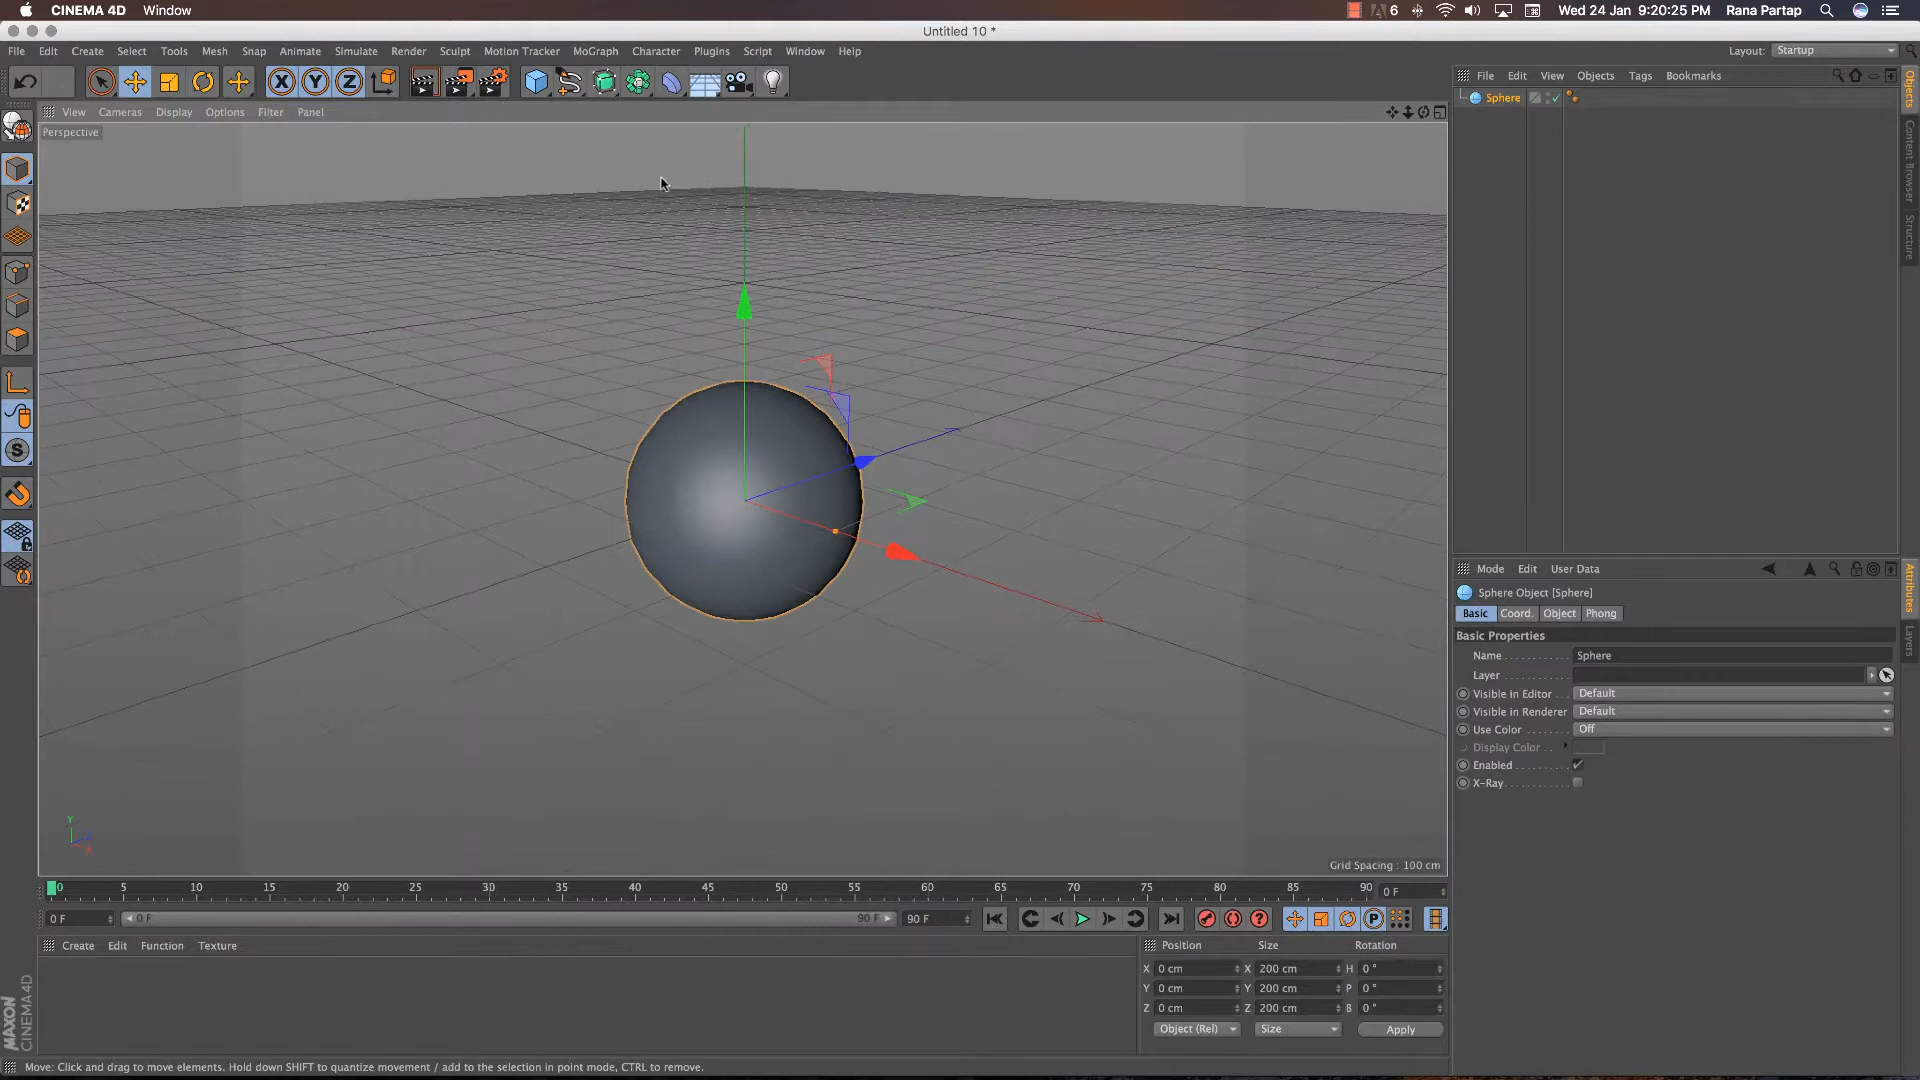 CINEMA 4D Window
6 Wed 24 Jan 9:20:25 PM Rana Partap
Untitled 10 *
File Edit Create Select Tools Mesh Snap Animate Simulate Render Sculpt Motion Tracker MoGraph Character Plugins Script Window Help
Layout: Startup
X Y Z
File Edit View Objects Tags Bookmarks
View Cameras Display Options Filter Panel
Perspective
Sphere
Objects
Content Browser
Structure
S
Y
Grid Spacing : 100 cm
Mode Edit User Data
Sphere Object [Sphere]
Basic Coord. Object Phong
Basic Properties
Name Sphere
Layer
Visible in Editor Default
Visible in Renderer Default
Use Color Off
Display Color
Enabled
X-Ray
Attributes
Layers
0 5 10 15 20 25 30 35 40 45 50 55 60 65 70 75 80 85 90 0 F
0 F 0 F 90 F 90 F
P
Create Edit Function Texture
Position Size Rotation
X 0 cm X 200 cm H 0 °
Y 0 cm Y 200 cm P 0 °
Z 0 cm Z 200 cm B 0 °
Object (Rel) Size Apply
MAXON
CINEMA 4D
Move: Click and drag to move elements. Hold down SHIFT to quantize movement / add to the selection in point mode, CTRL to remove.